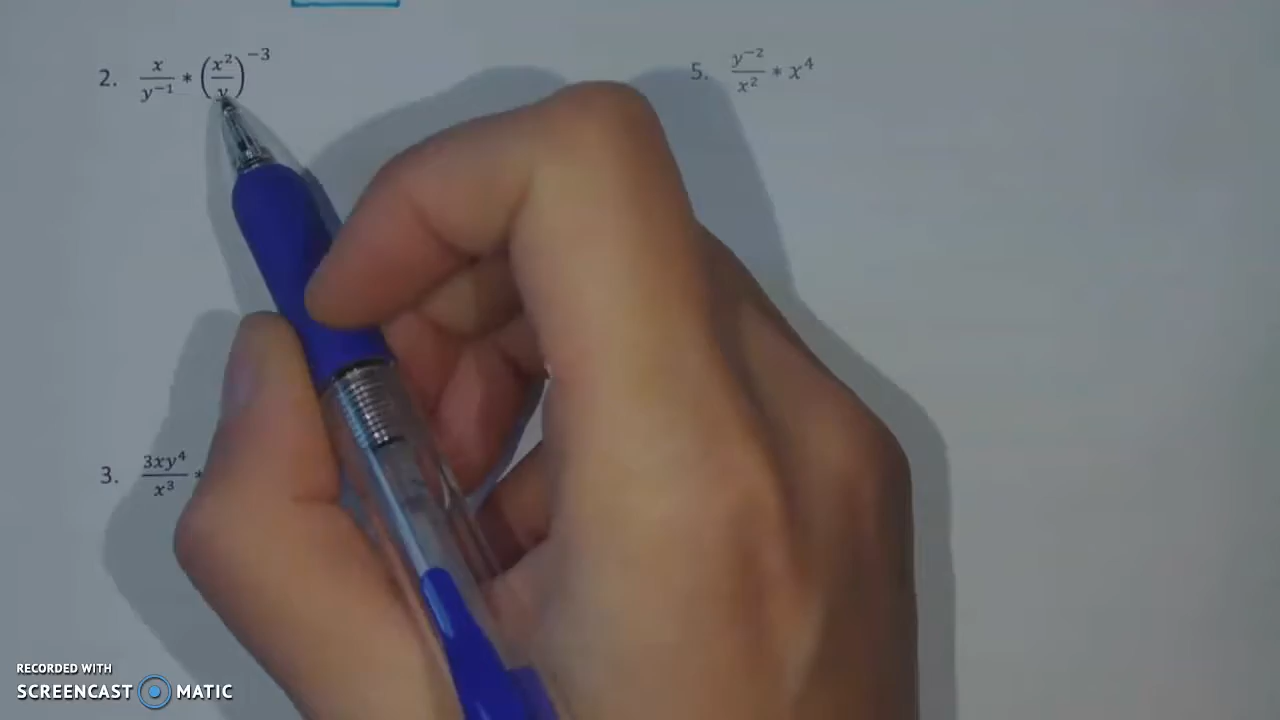 2. x/y⁻¹ * (x²/y)⁻³
5. y⁻²/x² * x⁴
3. 3xy⁴/x³ *
RECORDED WITH
SCREENCAST MATIC